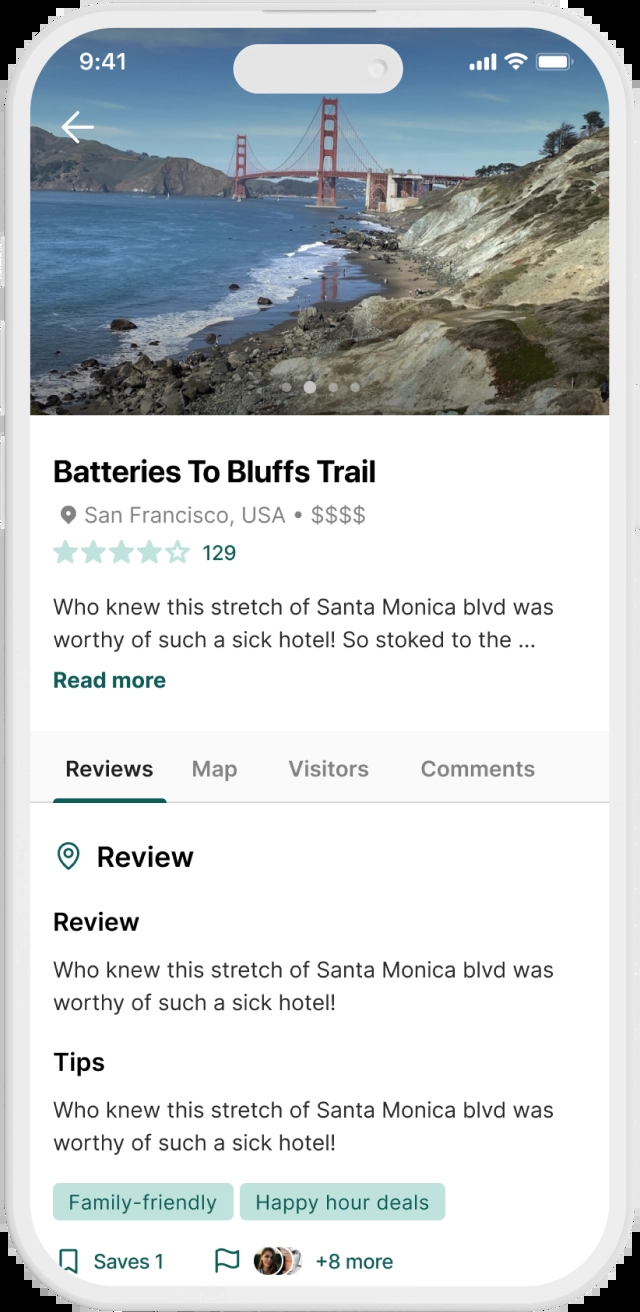 9:41
Batteries To Bluffs Trail
San Francisco, USA • $$$$
129
Who knew this stretch of Santa Monica blvd was
worthy of such a sick hotel! So stoked to the ...
Read more
Reviews Map Visitors Comments
Review
Review
Who knew this stretch of Santa Monica blvd was
worthy of such a sick hotel!
Tips
Who knew this stretch of Santa Monica blvd was
worthy of such a sick hotel!
Family-friendly Happy hour deals
Saves 1 +8 more